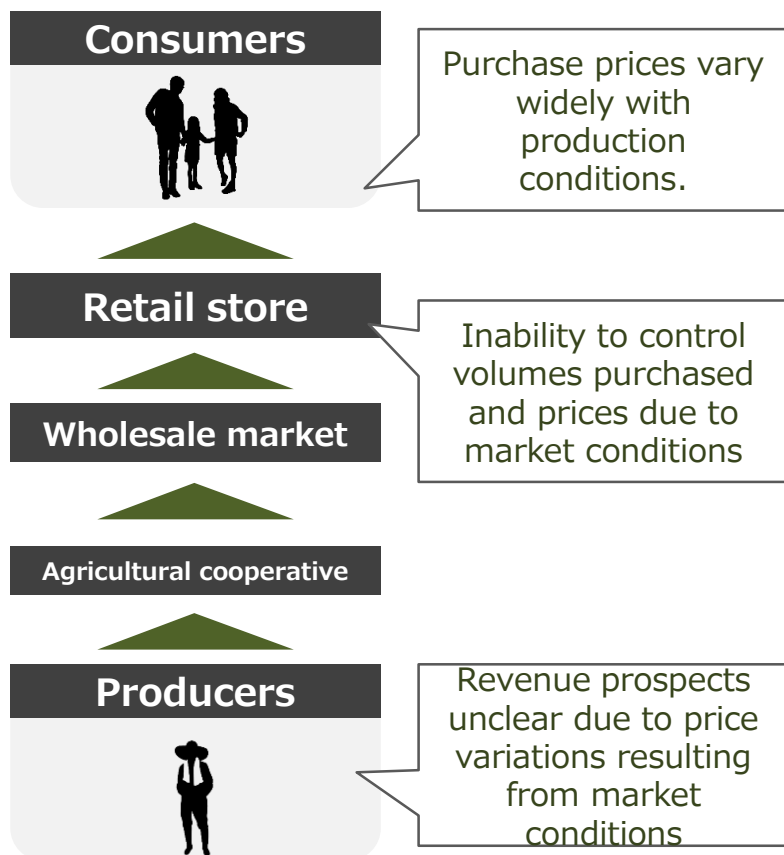 Consumers
Purchase prices vary
widely with
production
conditions.
Retail store
Inability to control
volumes purchased
and prices due to
market conditions
Wholesale market
Agricultural cooperative
Producers
Revenue prospects
unclear due to price
variations resulting
from market
conditions